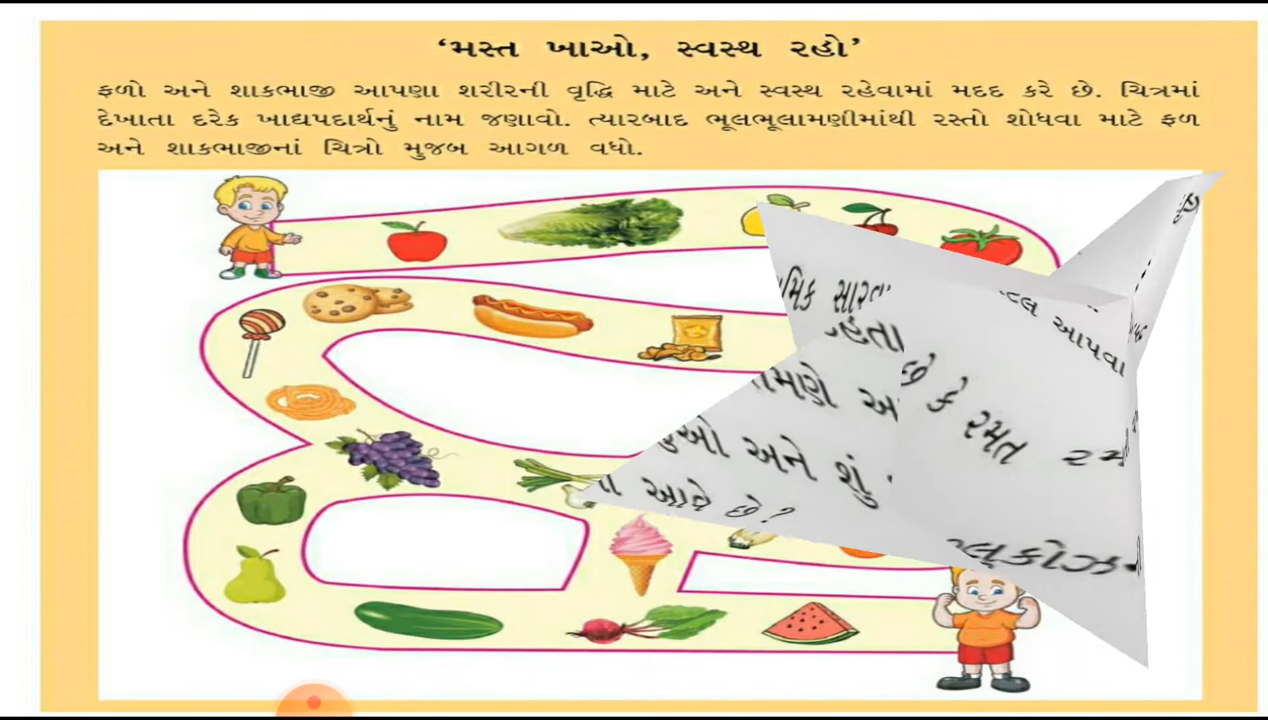 ‘મસ્ત ખાઓ, સ્વસ્થ રહો’
ફળો અને શાકભાજી આપણા શરીરની વૃદ્ધિ માટે અને સ્વસ્થ રહેવામાં મદદ કરે છે. ચિત્રમાં
દેખાતા દરેક ખાદ્યપદાર્થનું નામ જણાવો. ત્યારબાદ ભૂલભૂલામણીમાંથી રસ્તો શોધવા માટે ફળ
અને શાકભાજીનાં ચિત્રો મુજબ આગળ વધો.
આપવા
છે કે રમત
અને શું
આવે છે?